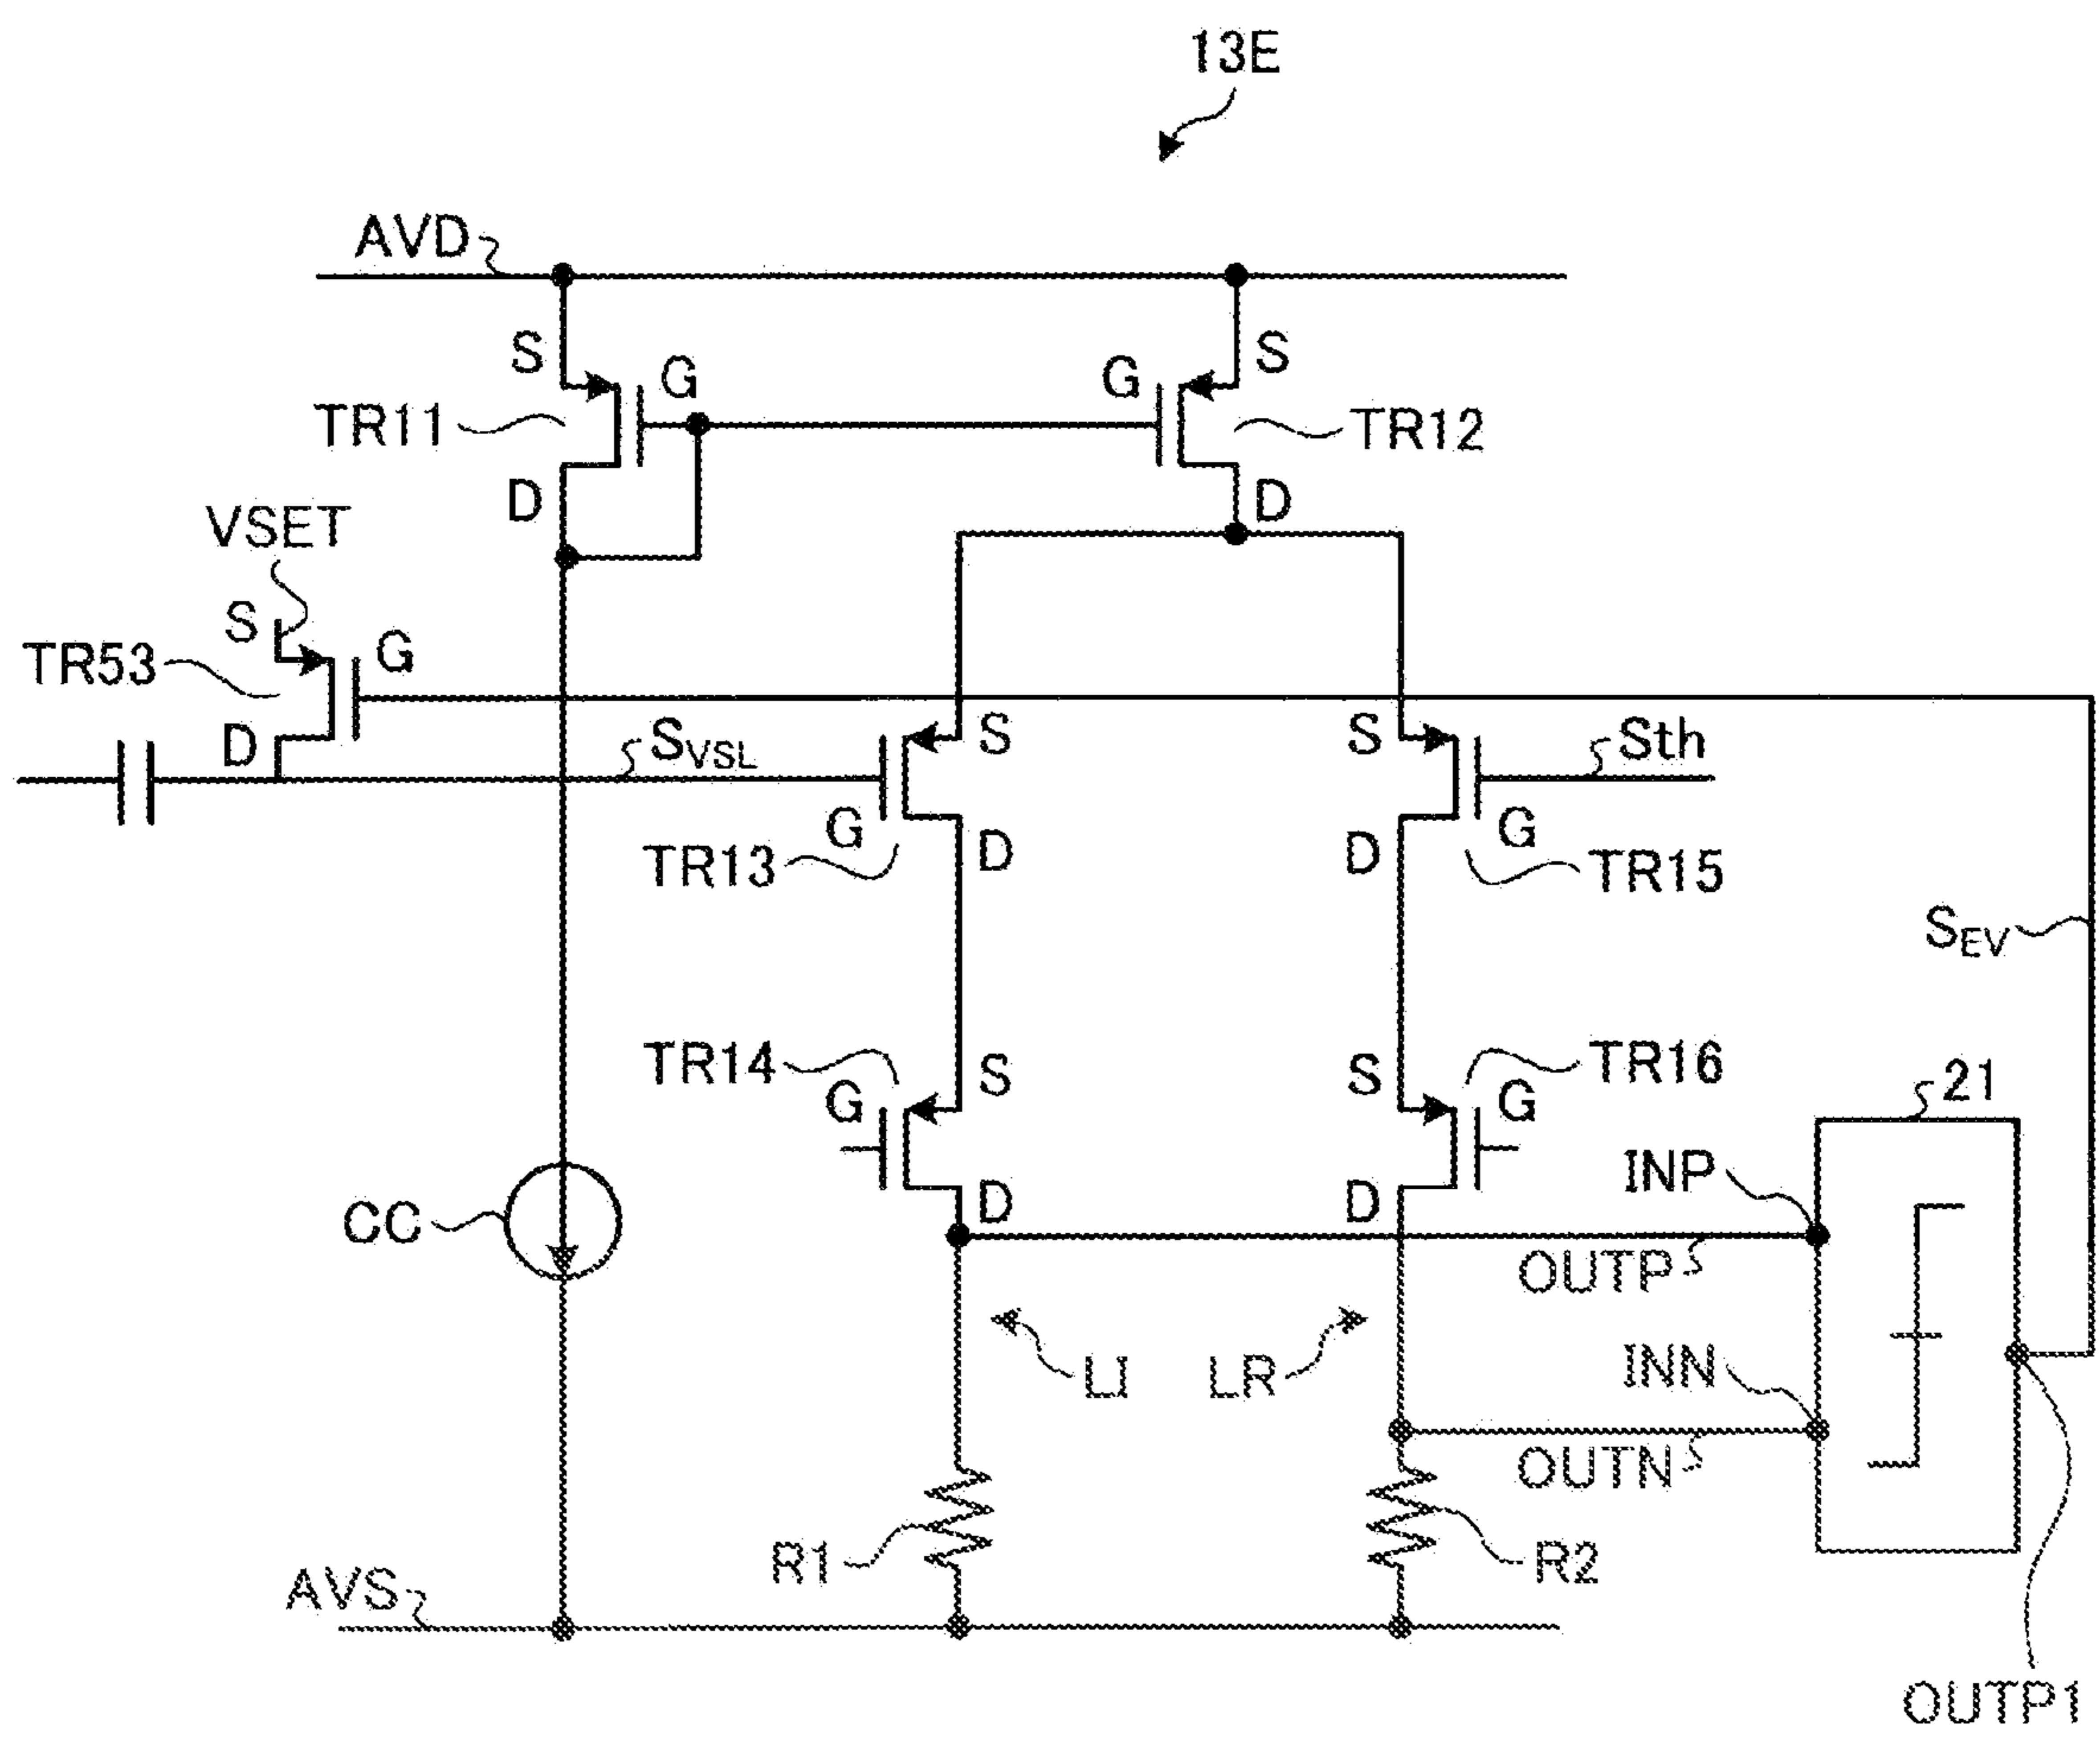 13E
AVD
S
G
G
S
TR11
TR12
D
D
VSET
S
G
TR53
D
SVSL
S
S
Sth
G
D
D
G
TR13
TR15
SEV
TR14
S
S
TR16
G
G
21
INP
D
D
CC
OUTP
LI
LR
INN
OUTN
R1
R2
AVS
OUTP1